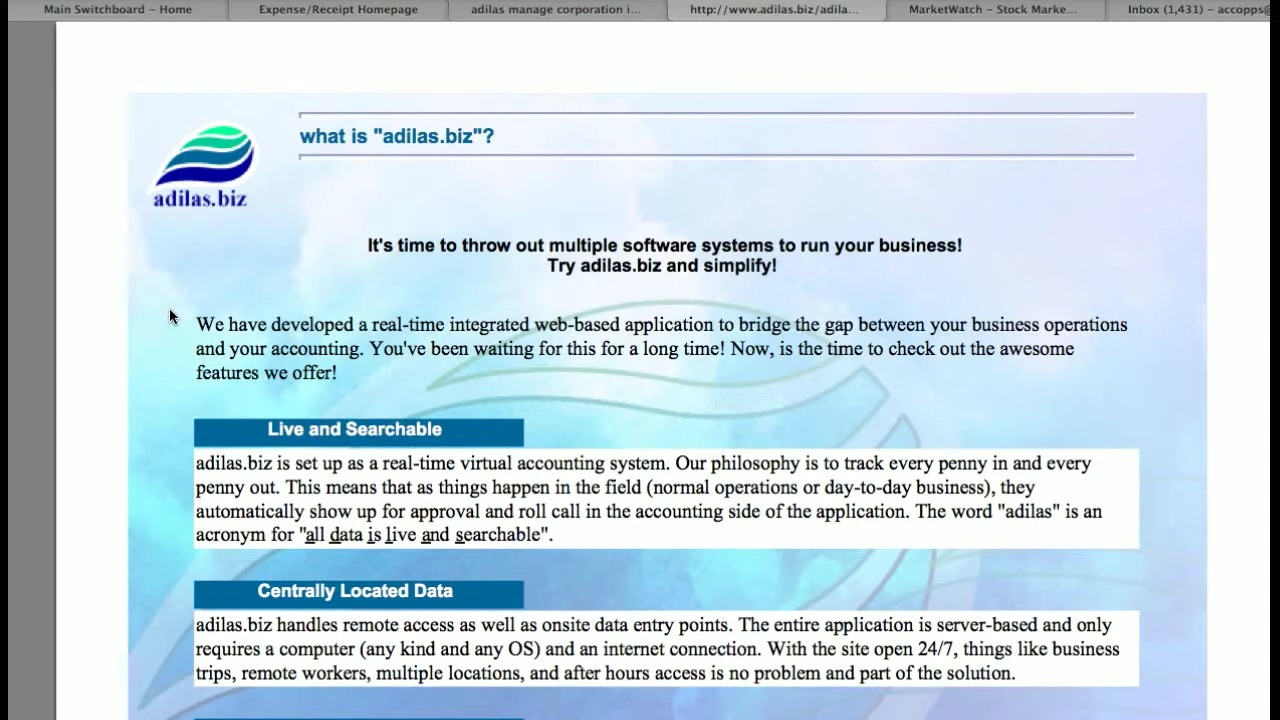 Main Switchboard – Home
Expense/Receipt Homepage
adilas manage corporation i...
http://www.adilas.biz/adila...
MarketWatch – Stock Marke...
Inbox (1,431) – accopps@
what is "adilas.biz"?
adilas.biz
It's time to throw out multiple software systems to run your business!
Try adilas.biz and simplify!
We have developed a real-time integrated web-based application to bridge the gap between your business operations
and your accounting. You've been waiting for this for a long time! Now, is the time to check out the awesome
features we offer!
Live and Searchable
adilas.biz is set up as a real-time virtual accounting system. Our philosophy is to track every penny in and every
penny out. This means that as things happen in the field (normal operations or day-to-day business), they
automatically show up for approval and roll call in the accounting side of the application. The word "adilas" is an
acronym for "all data is live and searchable".
Centrally Located Data
adilas.biz handles remote access as well as onsite data entry points. The entire application is server-based and only
requires a computer (any kind and any OS) and an internet connection. With the site open 24/7, things like business
trips, remote workers, multiple locations, and after hours access is no problem and part of the solution.